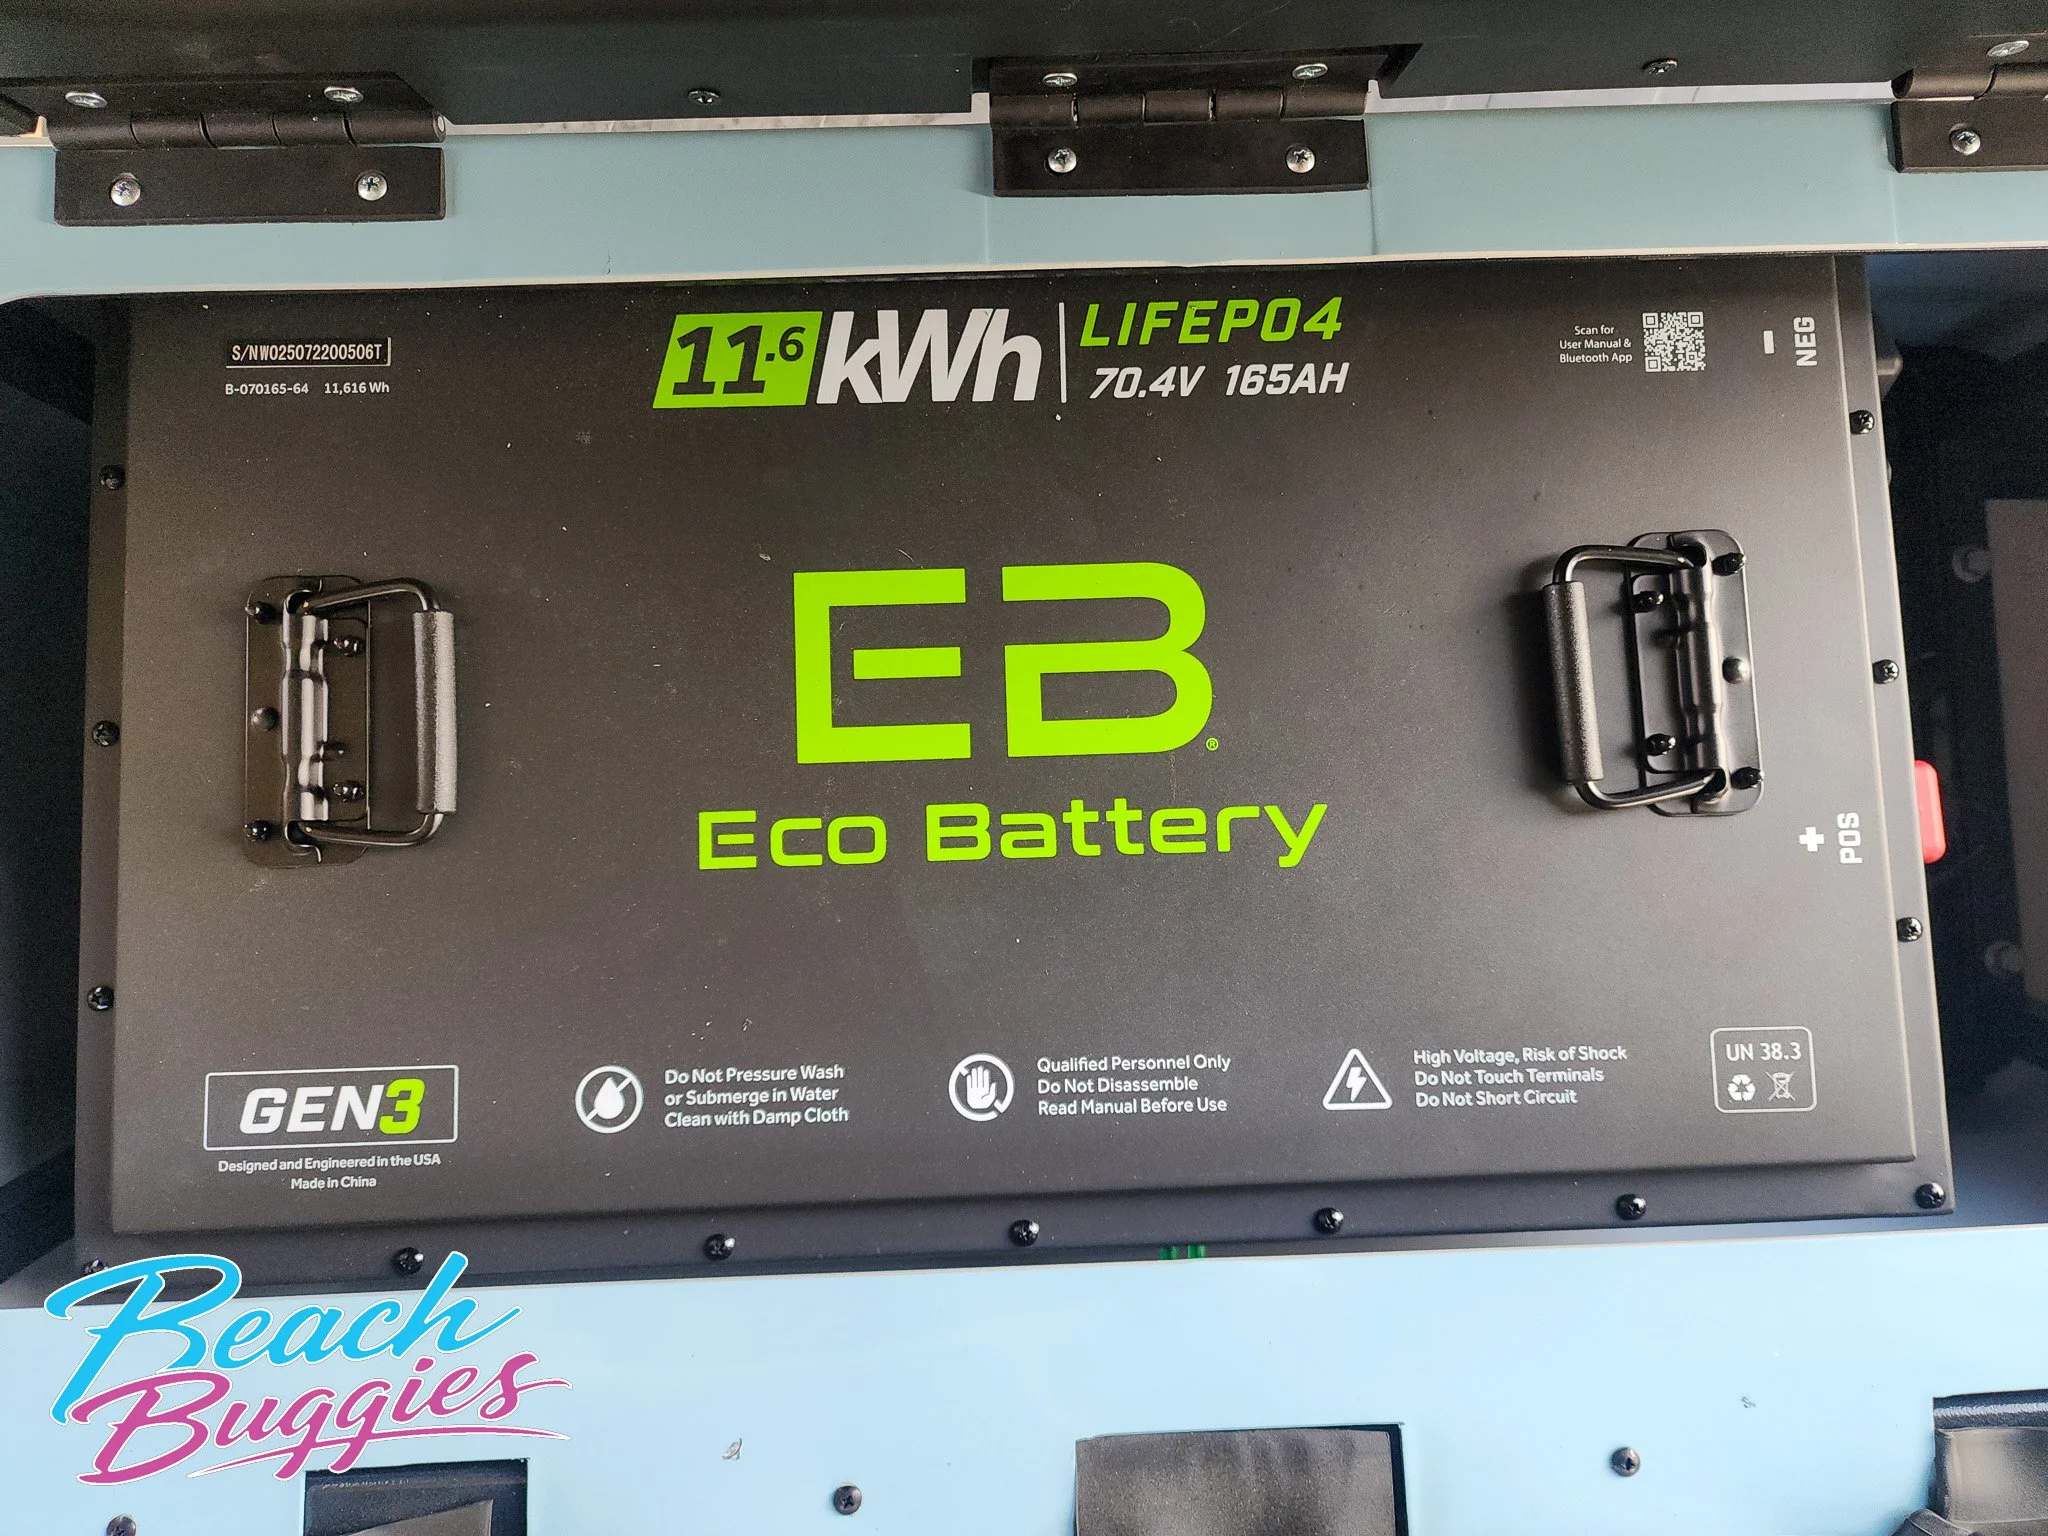 S/NW025072200506T
B-070165-64 11,616 Wh
11.6 kWh
LIFEPO4
70.4V 165AH
Scan for
User Manual &
Bluetooth App
- NEG
EB®
Eco Battery
+ POS
GEN3
Designed and Engineered in the USA
Made in China
Do Not Pressure Wash
or Submerge in Water
Clean with Damp Cloth
Qualified Personnel Only
Do Not Disassemble
Read Manual Before Use
High Voltage, Risk of Shock
Do Not Touch Terminals
Do Not Short Circuit
UN 38.3
Beach
Buggies